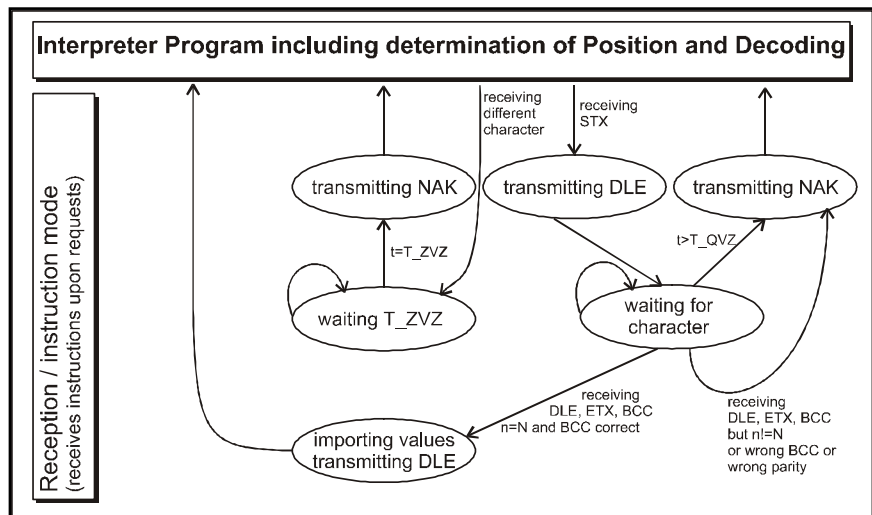 Interpreter Program including determination of Position and Decoding
Reception / instruction mode
(receives instructions upon requests)
receiving
different
character
receiving
STX
transmitting NAK
transmitting DLE
transmitting NAK
t=T_ZVZ
t>T_QVZ
waiting T_ZVZ
waiting for
character
receiving
DLE, ETX, BCC
n=N and BCC correct
receiving
DLE, ETX, BCC
but n!=N
or wrong BCC or
wrong parity
importing values
transmitting DLE